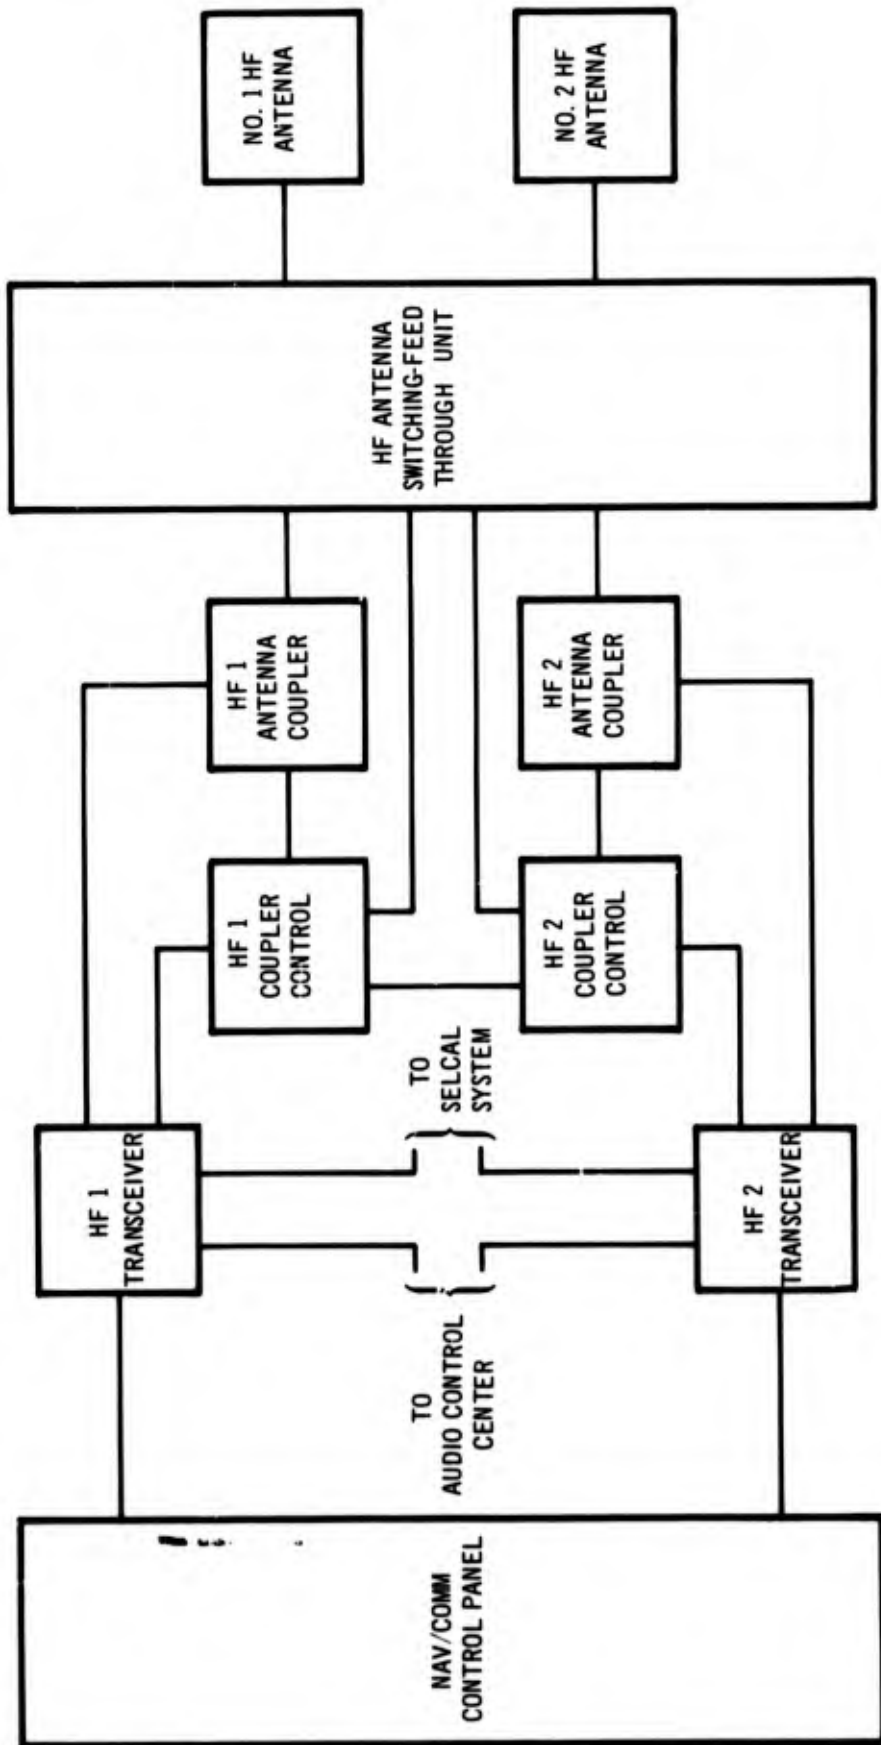 NAV/COMM
CONTROL PANEL
HF 1
TRANSCEIVER
TO
AUDIO CONTROL
CENTER
TO
SELCAL
SYSTEM
HF 2
TRANSCEIVER
HF 1
COUPLER
CONTROL
HF 2
COUPLER
CONTROL
HF 1
ANTENNA
COUPLER
HF 2
ANTENNA
COUPLER
HF ANTENNA
SWITCHING-FEED
THROUGH UNIT
NO. 1 HF
ANTENNA
NO. 2 HF
ANTENNA